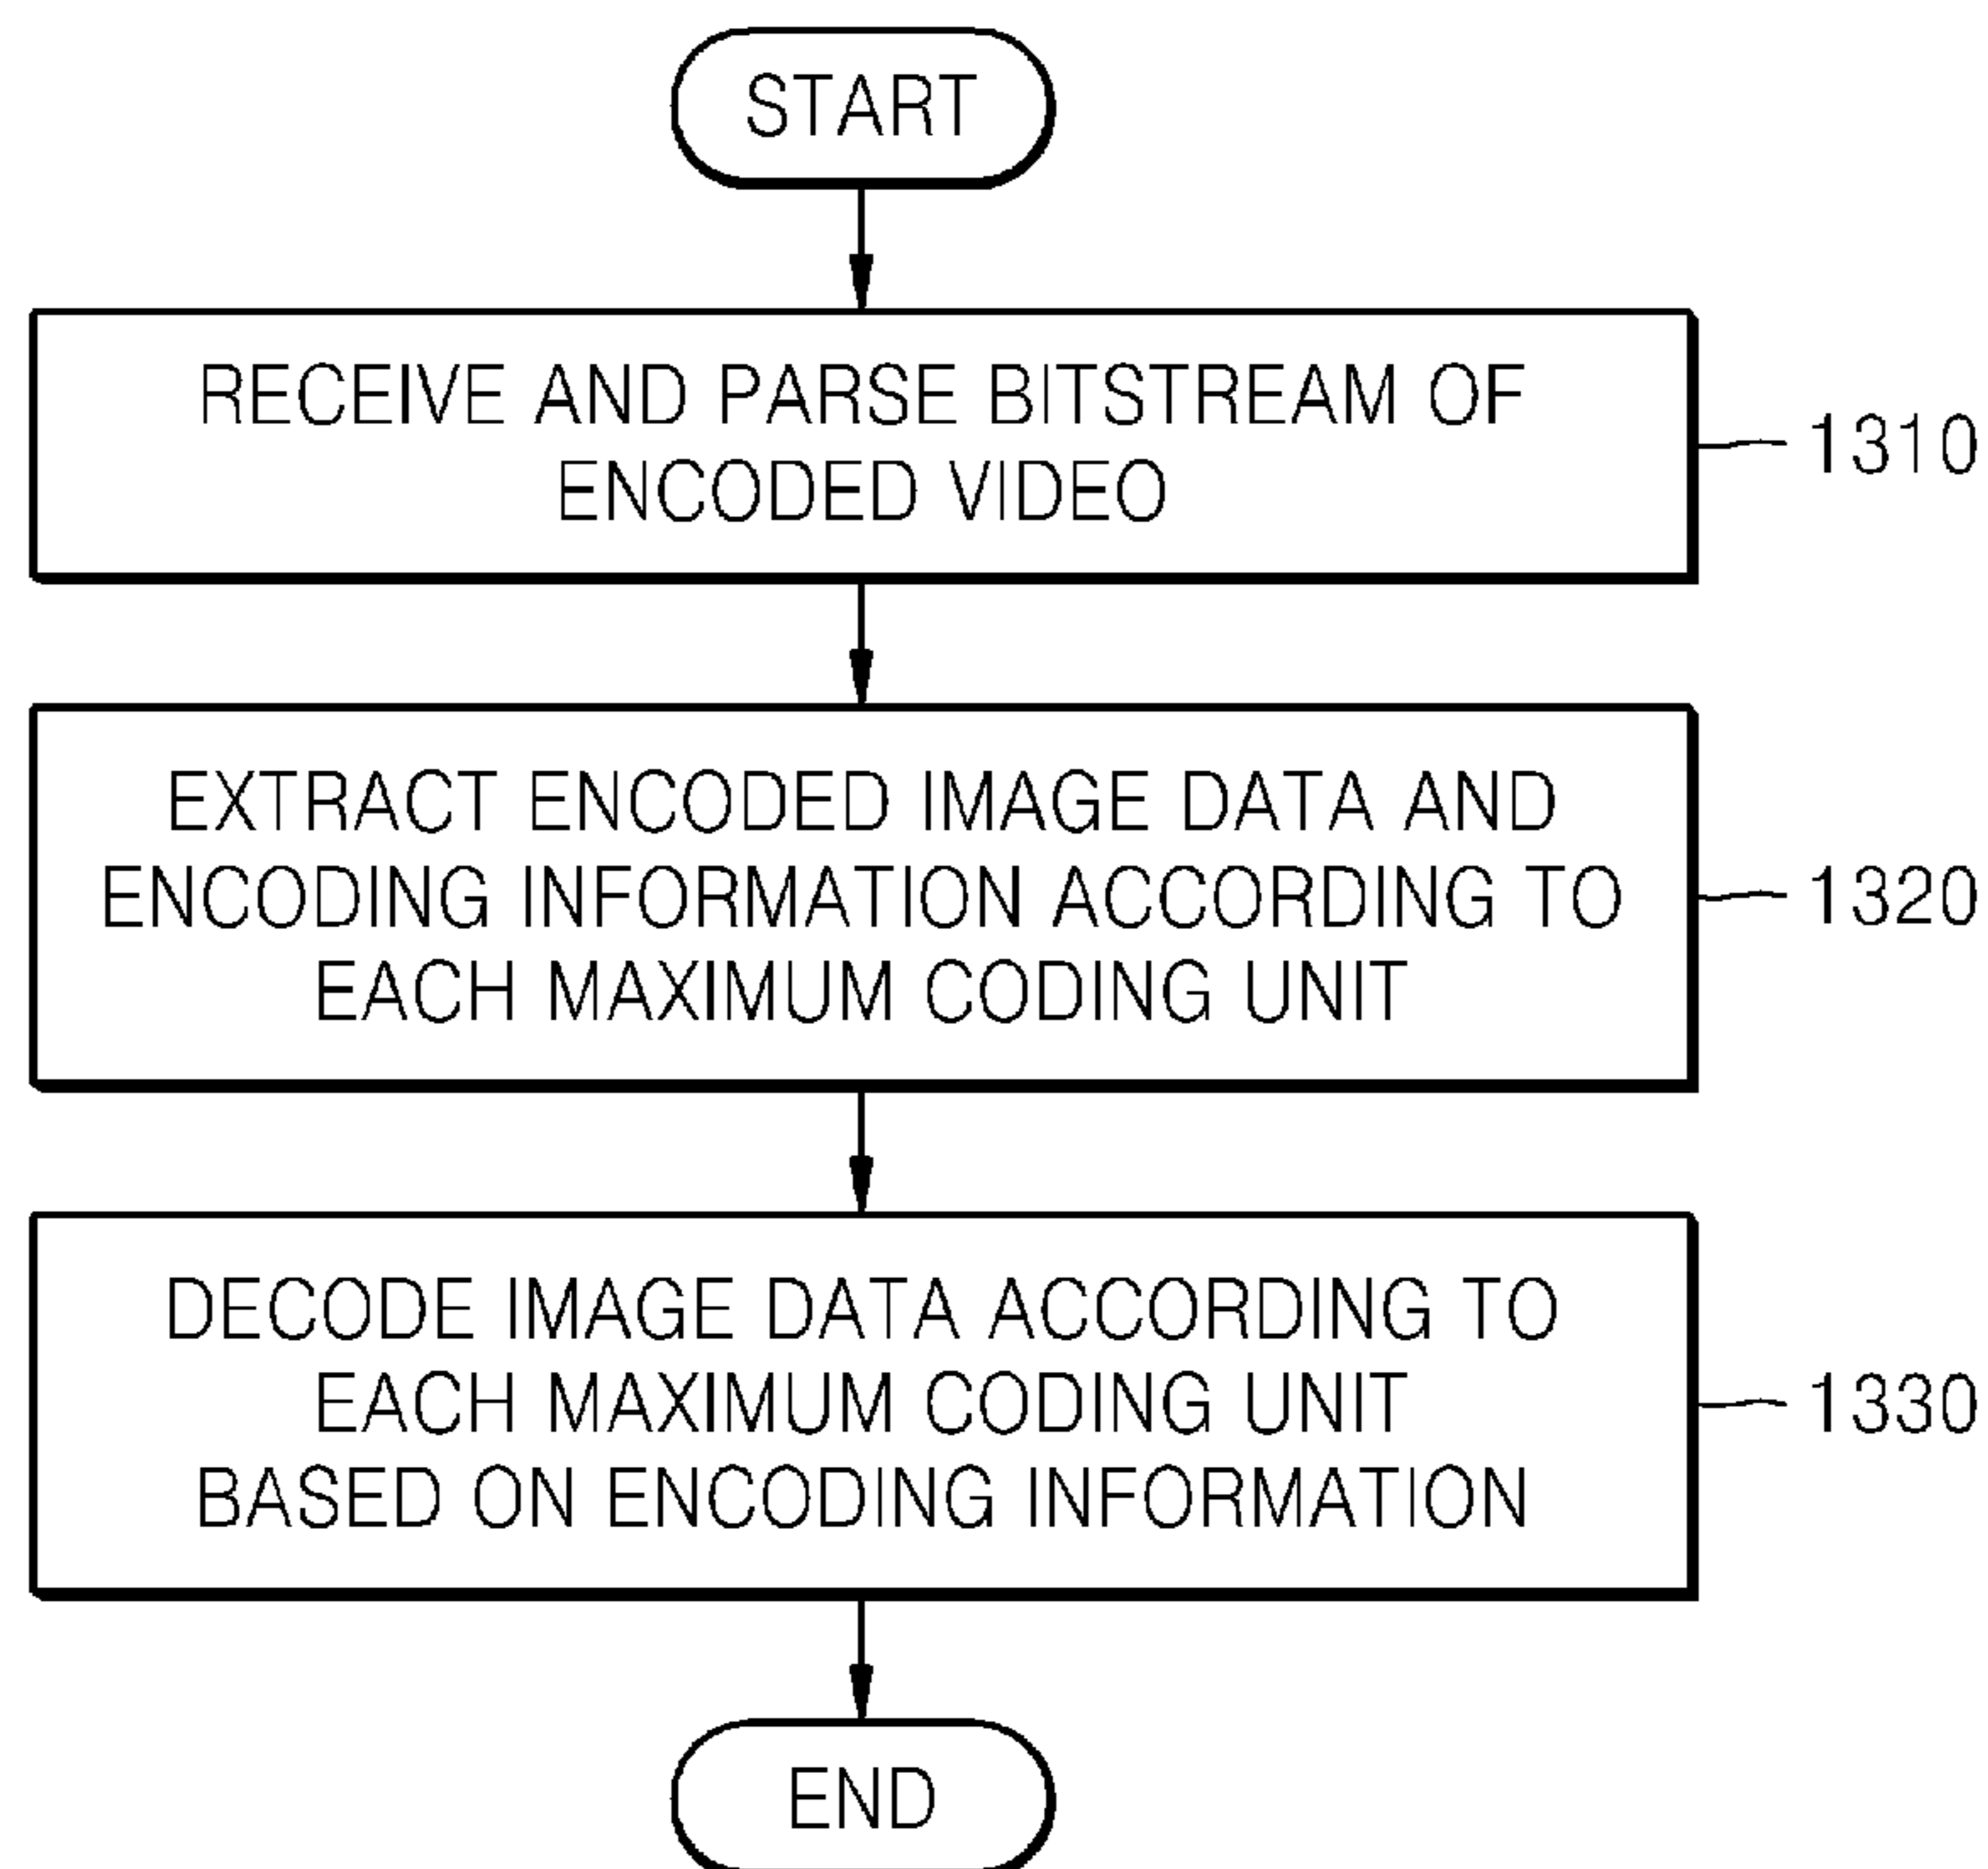 START
RECEIVE AND PARSE BITSTREAM OF
ENCODED VIDEO
1310
EXTRACT ENCODED IMAGE DATA AND
ENCODING INFORMATION ACCORDING TO
EACH MAXIMUM CODING UNIT
1320
DECODE IMAGE DATA ACCORDING TO
EACH MAXIMUM CODING UNIT
BASED ON ENCODING INFORMATION
1330
END